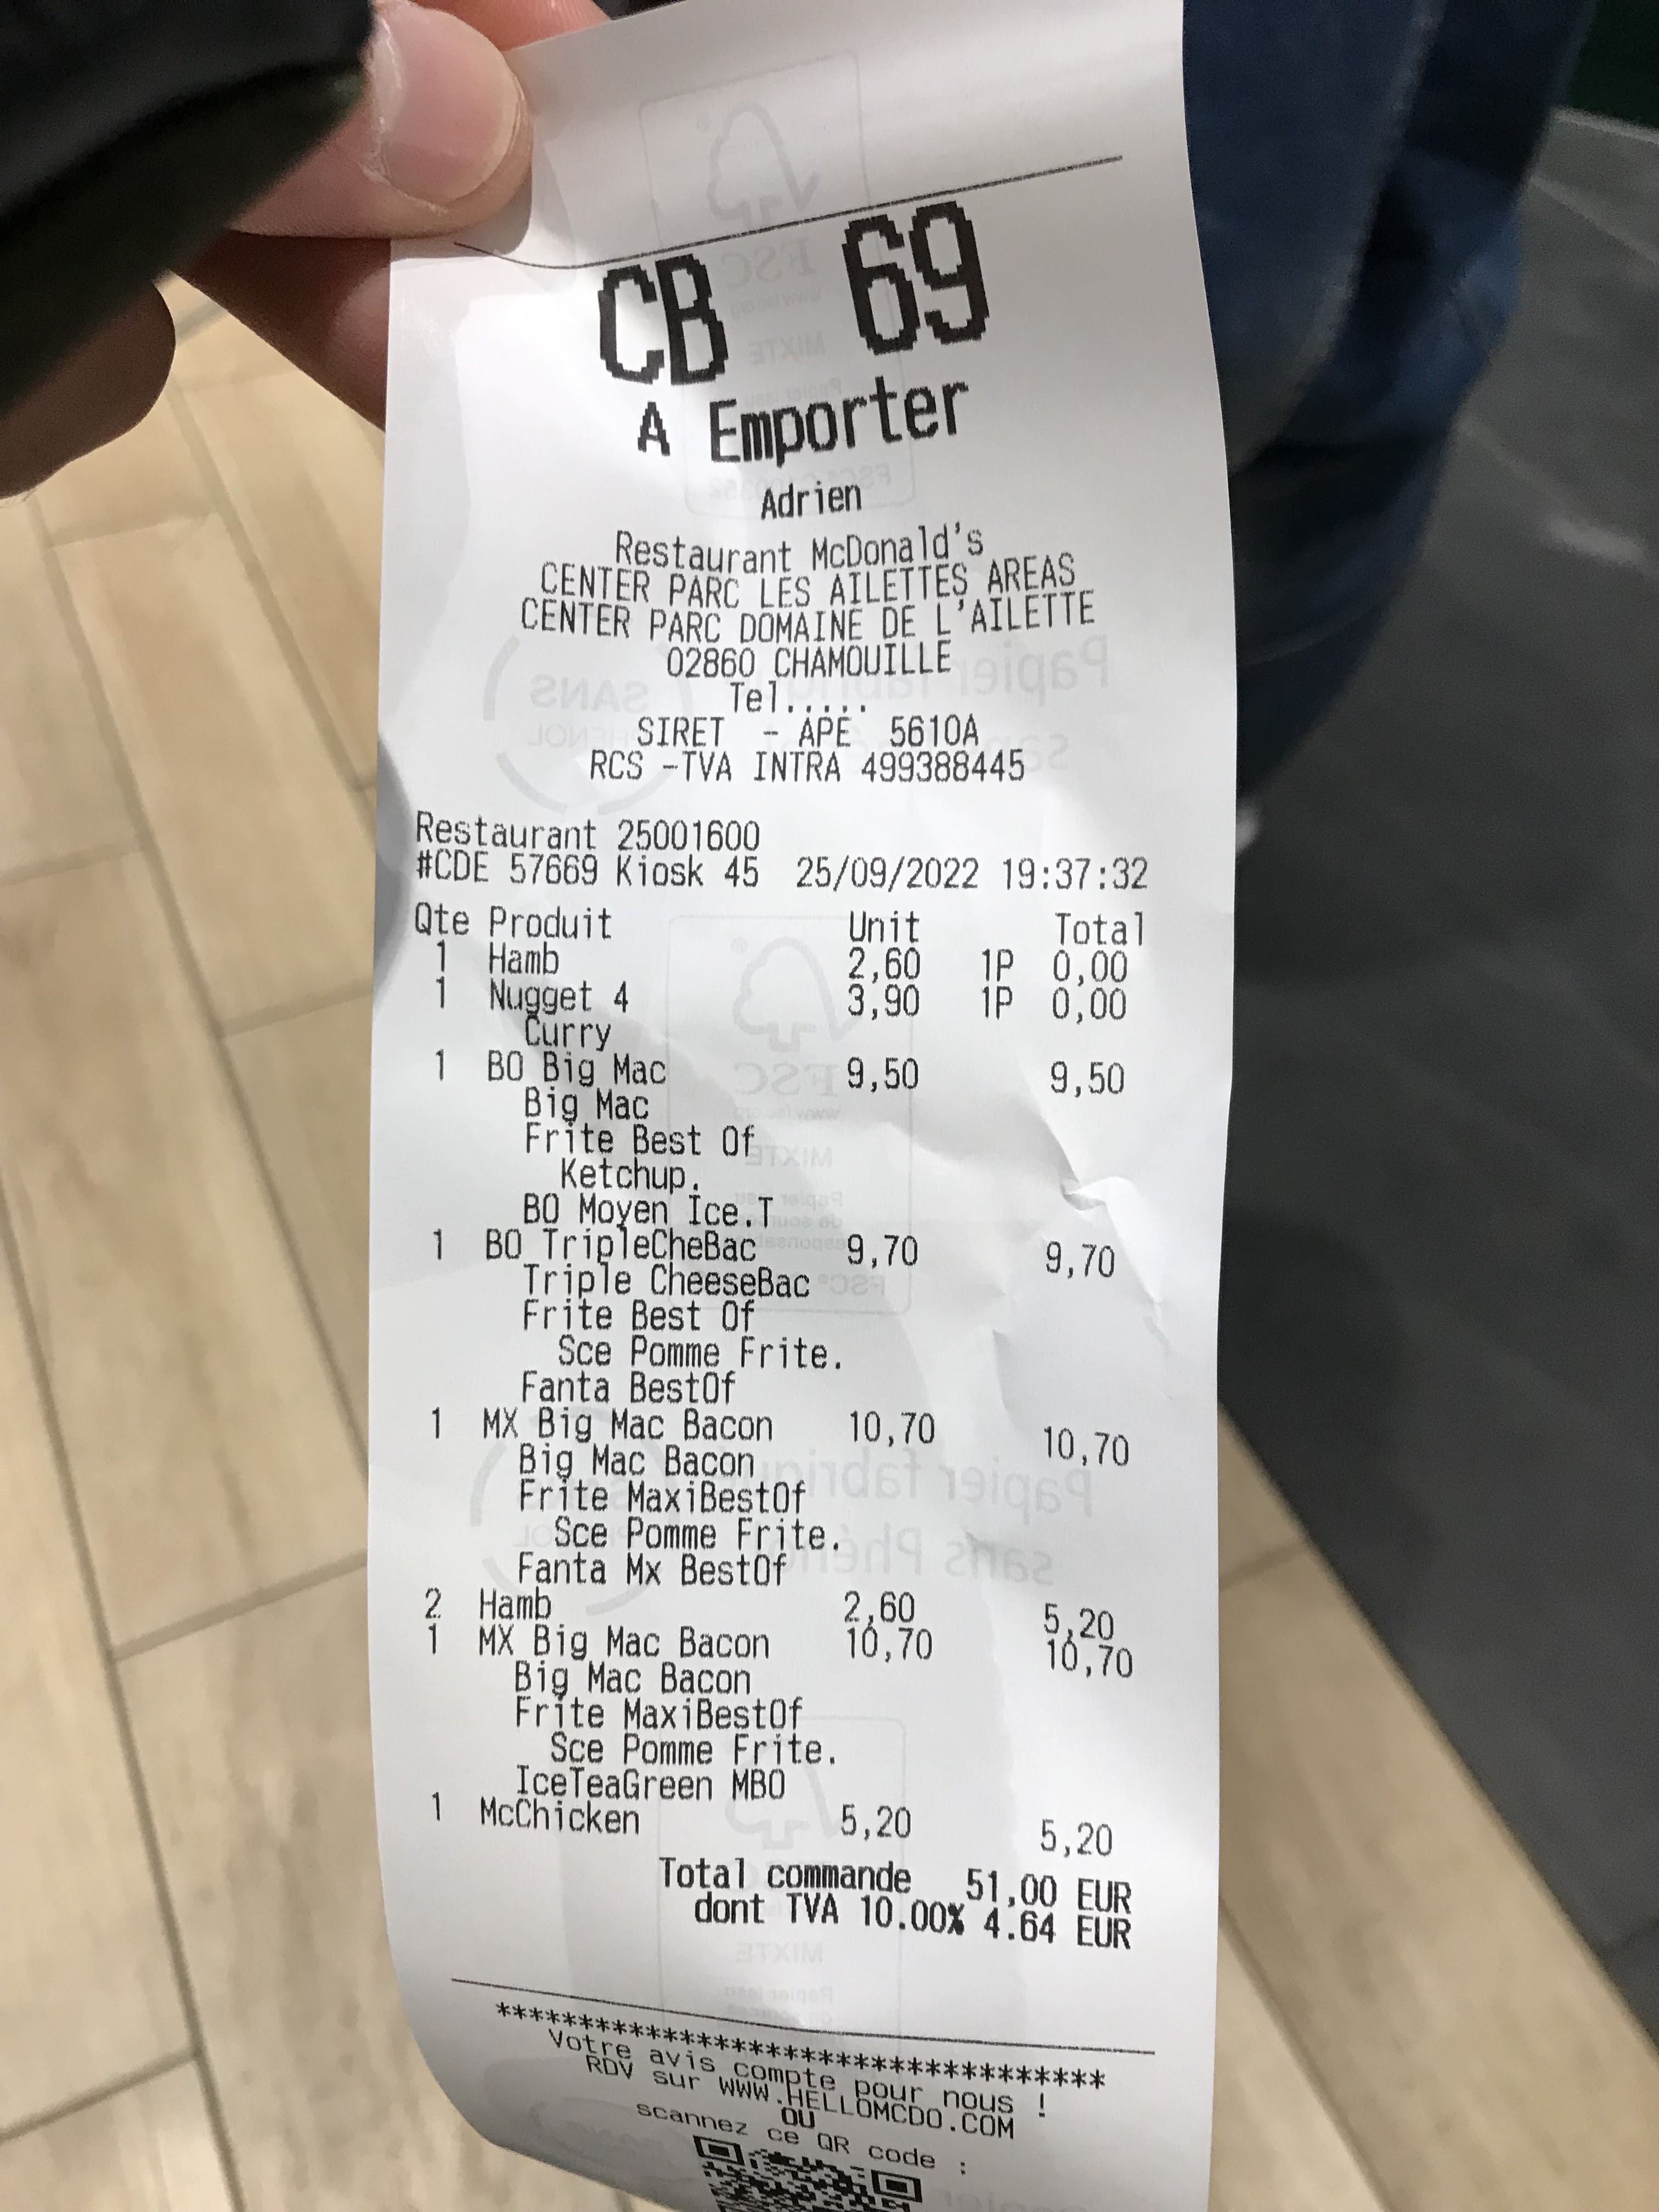 CB 69
A Emporter
Adrien
Restaurant McDonald's
CENTER PARC LES AILETTES AREAS
CENTER PARC DOMAINE DE L'AILETTE
02860 CHAMOUILLE
Tel.....
SIRET - APE 5610A
RCS -TVA INTRA 499388445
Restaurant 25001600
#CDE 57669 Kiosk 45 25/09/2022 19:37:32
Qte Produit Unit Total
1 Hamb 2,60 1P 0,00
1 Nugget 4 3,90 1P 0,00
Curry
1 BO Big Mac 9,50 9,50
Big Mac
Frite Best Of
Ketchup.
BO Moyen Ice.T
1 BO TripleCheBac 9,70 9,70
Triple CheeseBac
Frite Best Of
Sce Pomme Frite.
Fanta BestOf
1 MX Big Mac Bacon 10,70 10,70
Big Mac Bacon
Frite MaxiBestOf
Sce Pomme Frite.
Fanta Mx BestOf
2 Hamb 2,60 5,20
1 MX Big Mac Bacon 10,70 10,70
Big Mac Bacon
Frite MaxiBestOf
Sce Pomme Frite.
IceTeaGreen MBO
1 McChicken 5,20 5,20
Total commande 51,00 EUR
dont TVA 10.00% 4.64 EUR
**************************************
Votre avis compte pour nous !
RDV sur WWW.HELLOMCDO.COM
OU
scannez ce QR code :